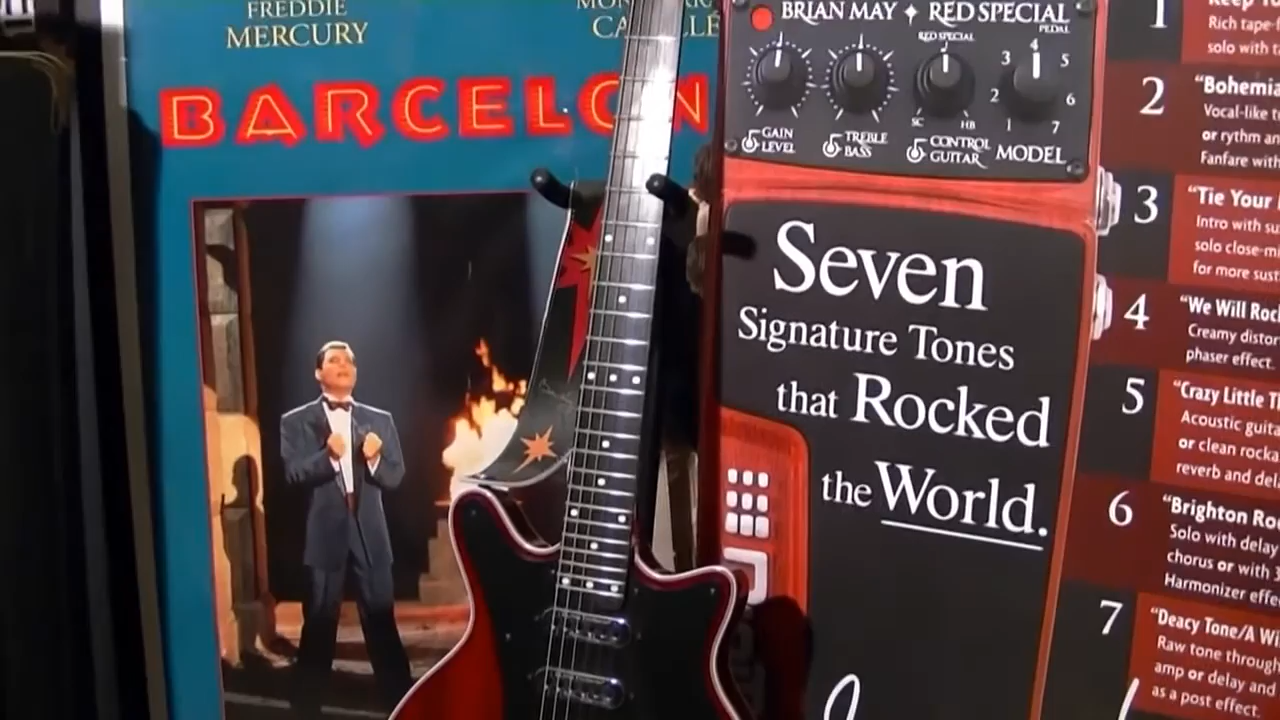 FREDDIE
MERCURY
BARCELON
BRIAN MAY RED SPECIAL
PEDAL
RED SPECIAL
SC
HB
1
2
3
4
5
6
7
GAIN
LEVEL
TREBLE
BASS
CONTROL
GUITAR
MODEL
Seven
Signature Tones
that Rocked
the World.
1
Rich tape
solo with
2
"Bohemia
Vocal-like
or rythm an
Fanfare with
3
"Tie Your
Intro with su
solo close-mi
for more sust
4
"We Will Roc
Creamy distor
phaser effect.
5
"Crazy Little T
Acoustic guita
or clean rocka
reverb and dela
6
"Brighton Ro
Solo with delay
chorus or with 3
Harmonizer effe
7
"Deacy Tone/A Wi
Raw tone through
amp or delay and
as a post effect.